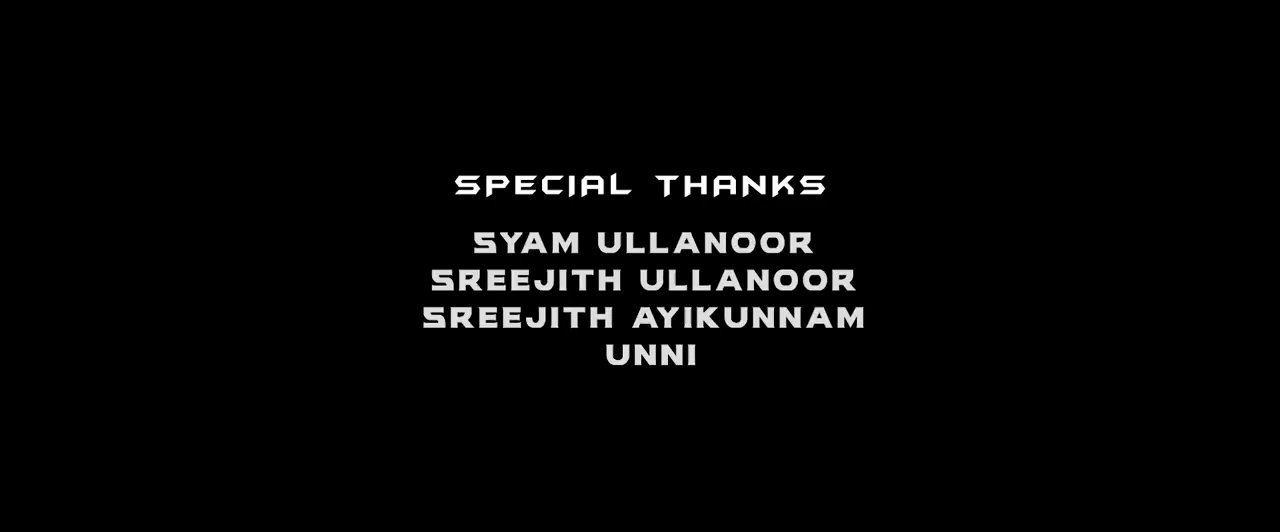 SPECIAL THANKS
SYAM ULLANOOR
SREEJITH ULLANOOR
SREEJITH AYIKUNNAM
UNNI